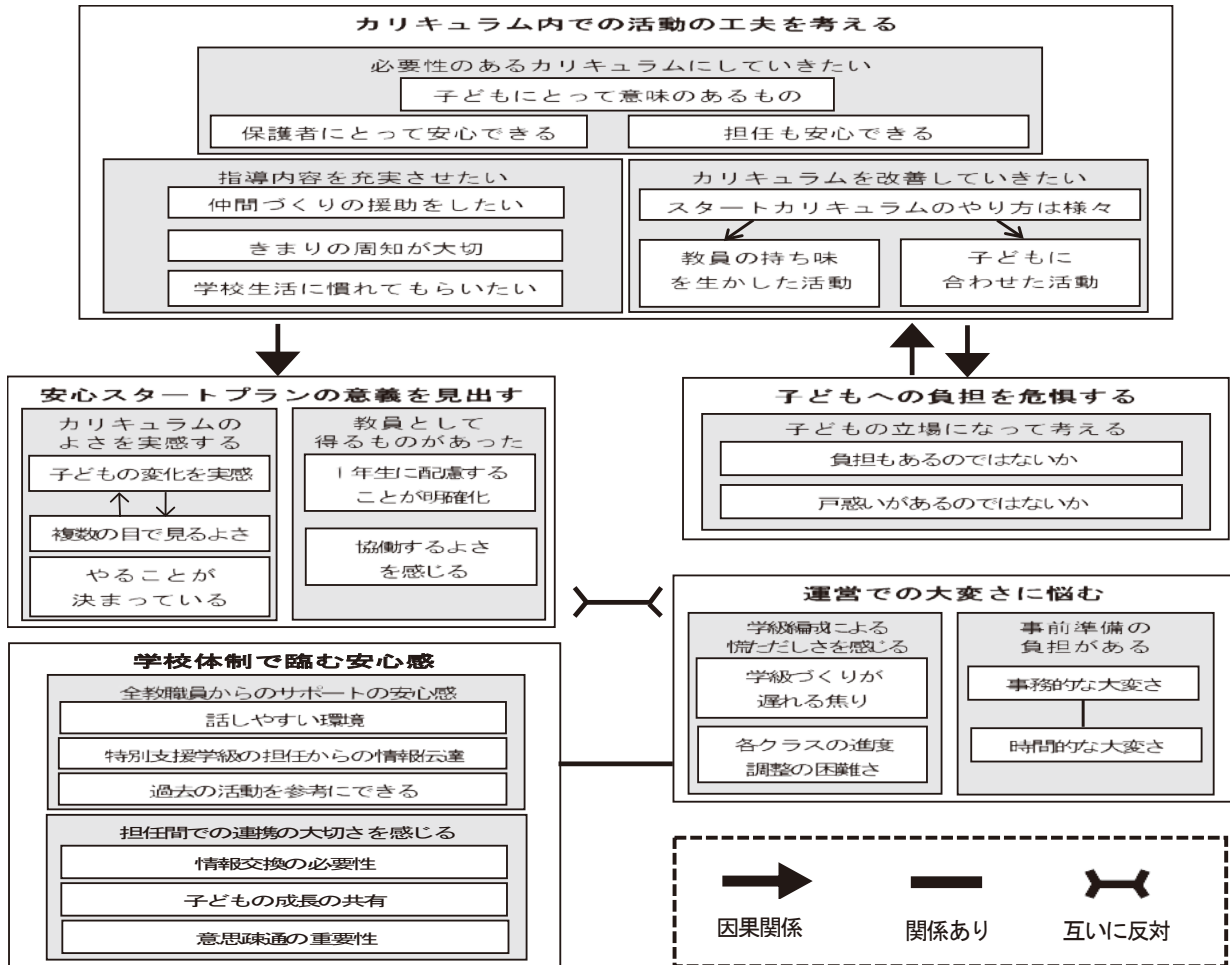 カリキュラム内での活動の工夫を考える
必要性のあるカリキュラムにしていきたい
子どもにとって意味のあるもの
保護者にとって安心できる
担任も安心できる
指導内容を充実させたい
仲間づくりの援助をしたい
きまりの周知が大切
学校生活に慣れてもらいたい
カリキュラムを改善していきたい
スタートカリキュラムのやり方は様々
教員の持ち味
を生かした活動
子どもに
合わせた活動
安心スタートプランの意義を見出す
カリキュラムの
よさを実感する
子どもの変化を実感
複数の目で見るよさ
やることが
決まっている
教員として
得るものがあった
1年生に配慮する
ことが明確化
協働するよさ
を感じる
子どもへの負担を危惧する
子どもの立場になって考える
負担もあるのではないか
戸惑いがあるのではないか
運営での大変さに悩む
学級編成による
慌ただしさを感じる
学級づくりが
遅れる焦り
各クラスの進度
調整の困難さ
事前準備の
負担がある
事務的な大変さ
時間的な大変さ
学校体制で臨む安心感
全教職員からのサポートの安心感
話しやすい環境
特別支援学級の担任からの情報伝達
過去の活動を参考にできる
担任間での連携の大切さを感じる
情報交換の必要性
子どもの成長の共有
意思疎通の重要性
因果関係
関係あり
互いに反対